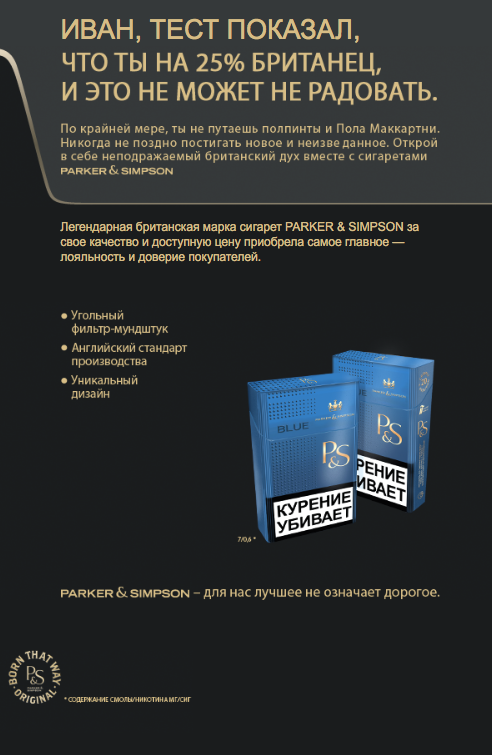 ИВАН, ТЕСТ ПОКАЗАЛ,
ЧТО ТЫ НА 25% БРИТАНЕЦ,
И ЭТО НЕ МОЖЕТ НЕ РАДОВАТЬ.
По крайней мере, ты не путаешь полпинты и Пола Маккартни.
Никогда не поздно постигать новое и неизве данное. Открой
в себе неподражаемый британский дух вместе с сигаретами
PARKER & SIMPSON
Легендарная британская марка сигарет PARKER & SIMPSON за
свое качество и доступную цену приобрела самое главное —
лояльность и доверие покупателей.
● Угольный
фильтр-мундштук
● Английский стандарт
производства
● Уникальный
дизайн
BLUE
P&S
КУРЕНИЕ
УБИВАЕТ
P&S
РЕНИЕ
ИВАЕТ
P&S
7/0,6 *
PARKER & SIMPSON – для нас лучшее не означает дорогое.
BORN THAT WAY
P&S
ORIGINAL
* СОДЕРЖАНИЕ СМОЛЫ/НИКОТИНА МГ/СИГ